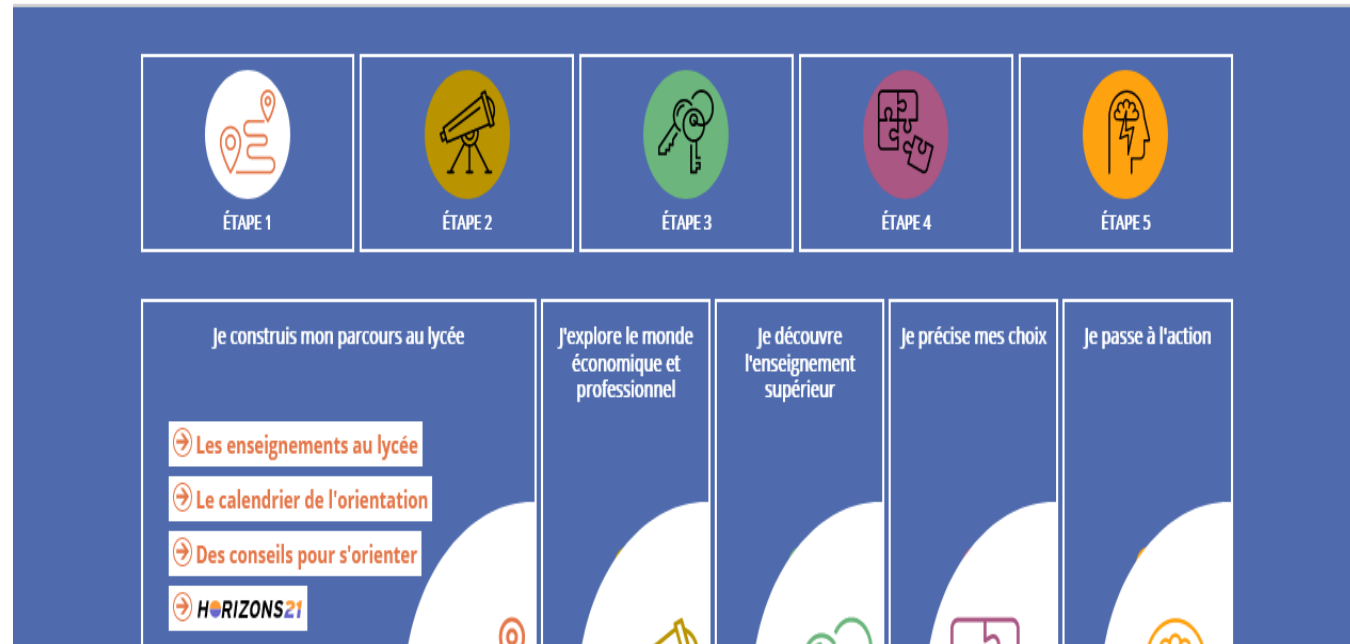 ÉTAPE 1
ÉTAPE 2
ÉTAPE 3
ÉTAPE 4
ÉTAPE 5
Je construis mon parcours au lycée
Les enseignements au lycée
Le calendrier de l'orientation
Des conseils pour s'orienter
HORIZONS21
J'explore le monde
économique et
professionnel
Je découvre
l'enseignement
supérieur
Je précise mes choix
Je passe à l'action